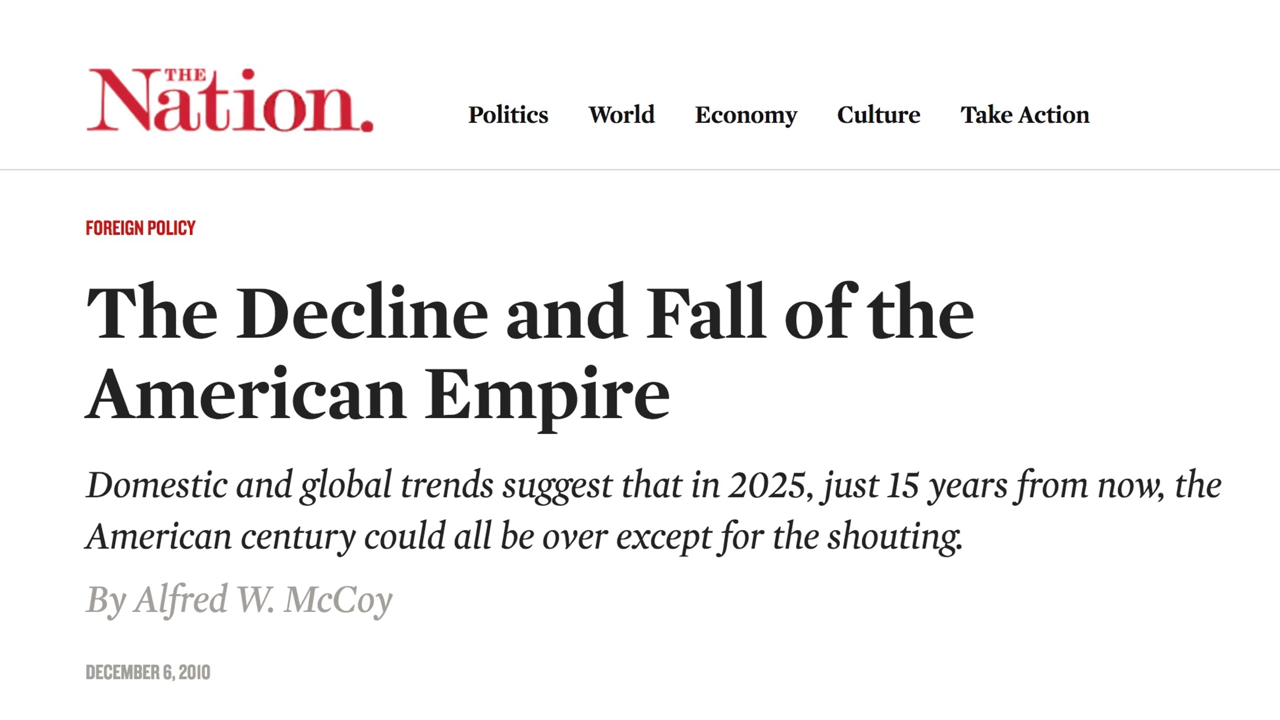 THE
Nation.
Politics World Economy Culture Take Action
FOREIGN POLICY
The Decline and Fall of the
American Empire
Domestic and global trends suggest that in 2025, just 15 years from now, the
American century could all be over except for the shouting.
By Alfred W. McCoy
DECEMBER 6, 2010